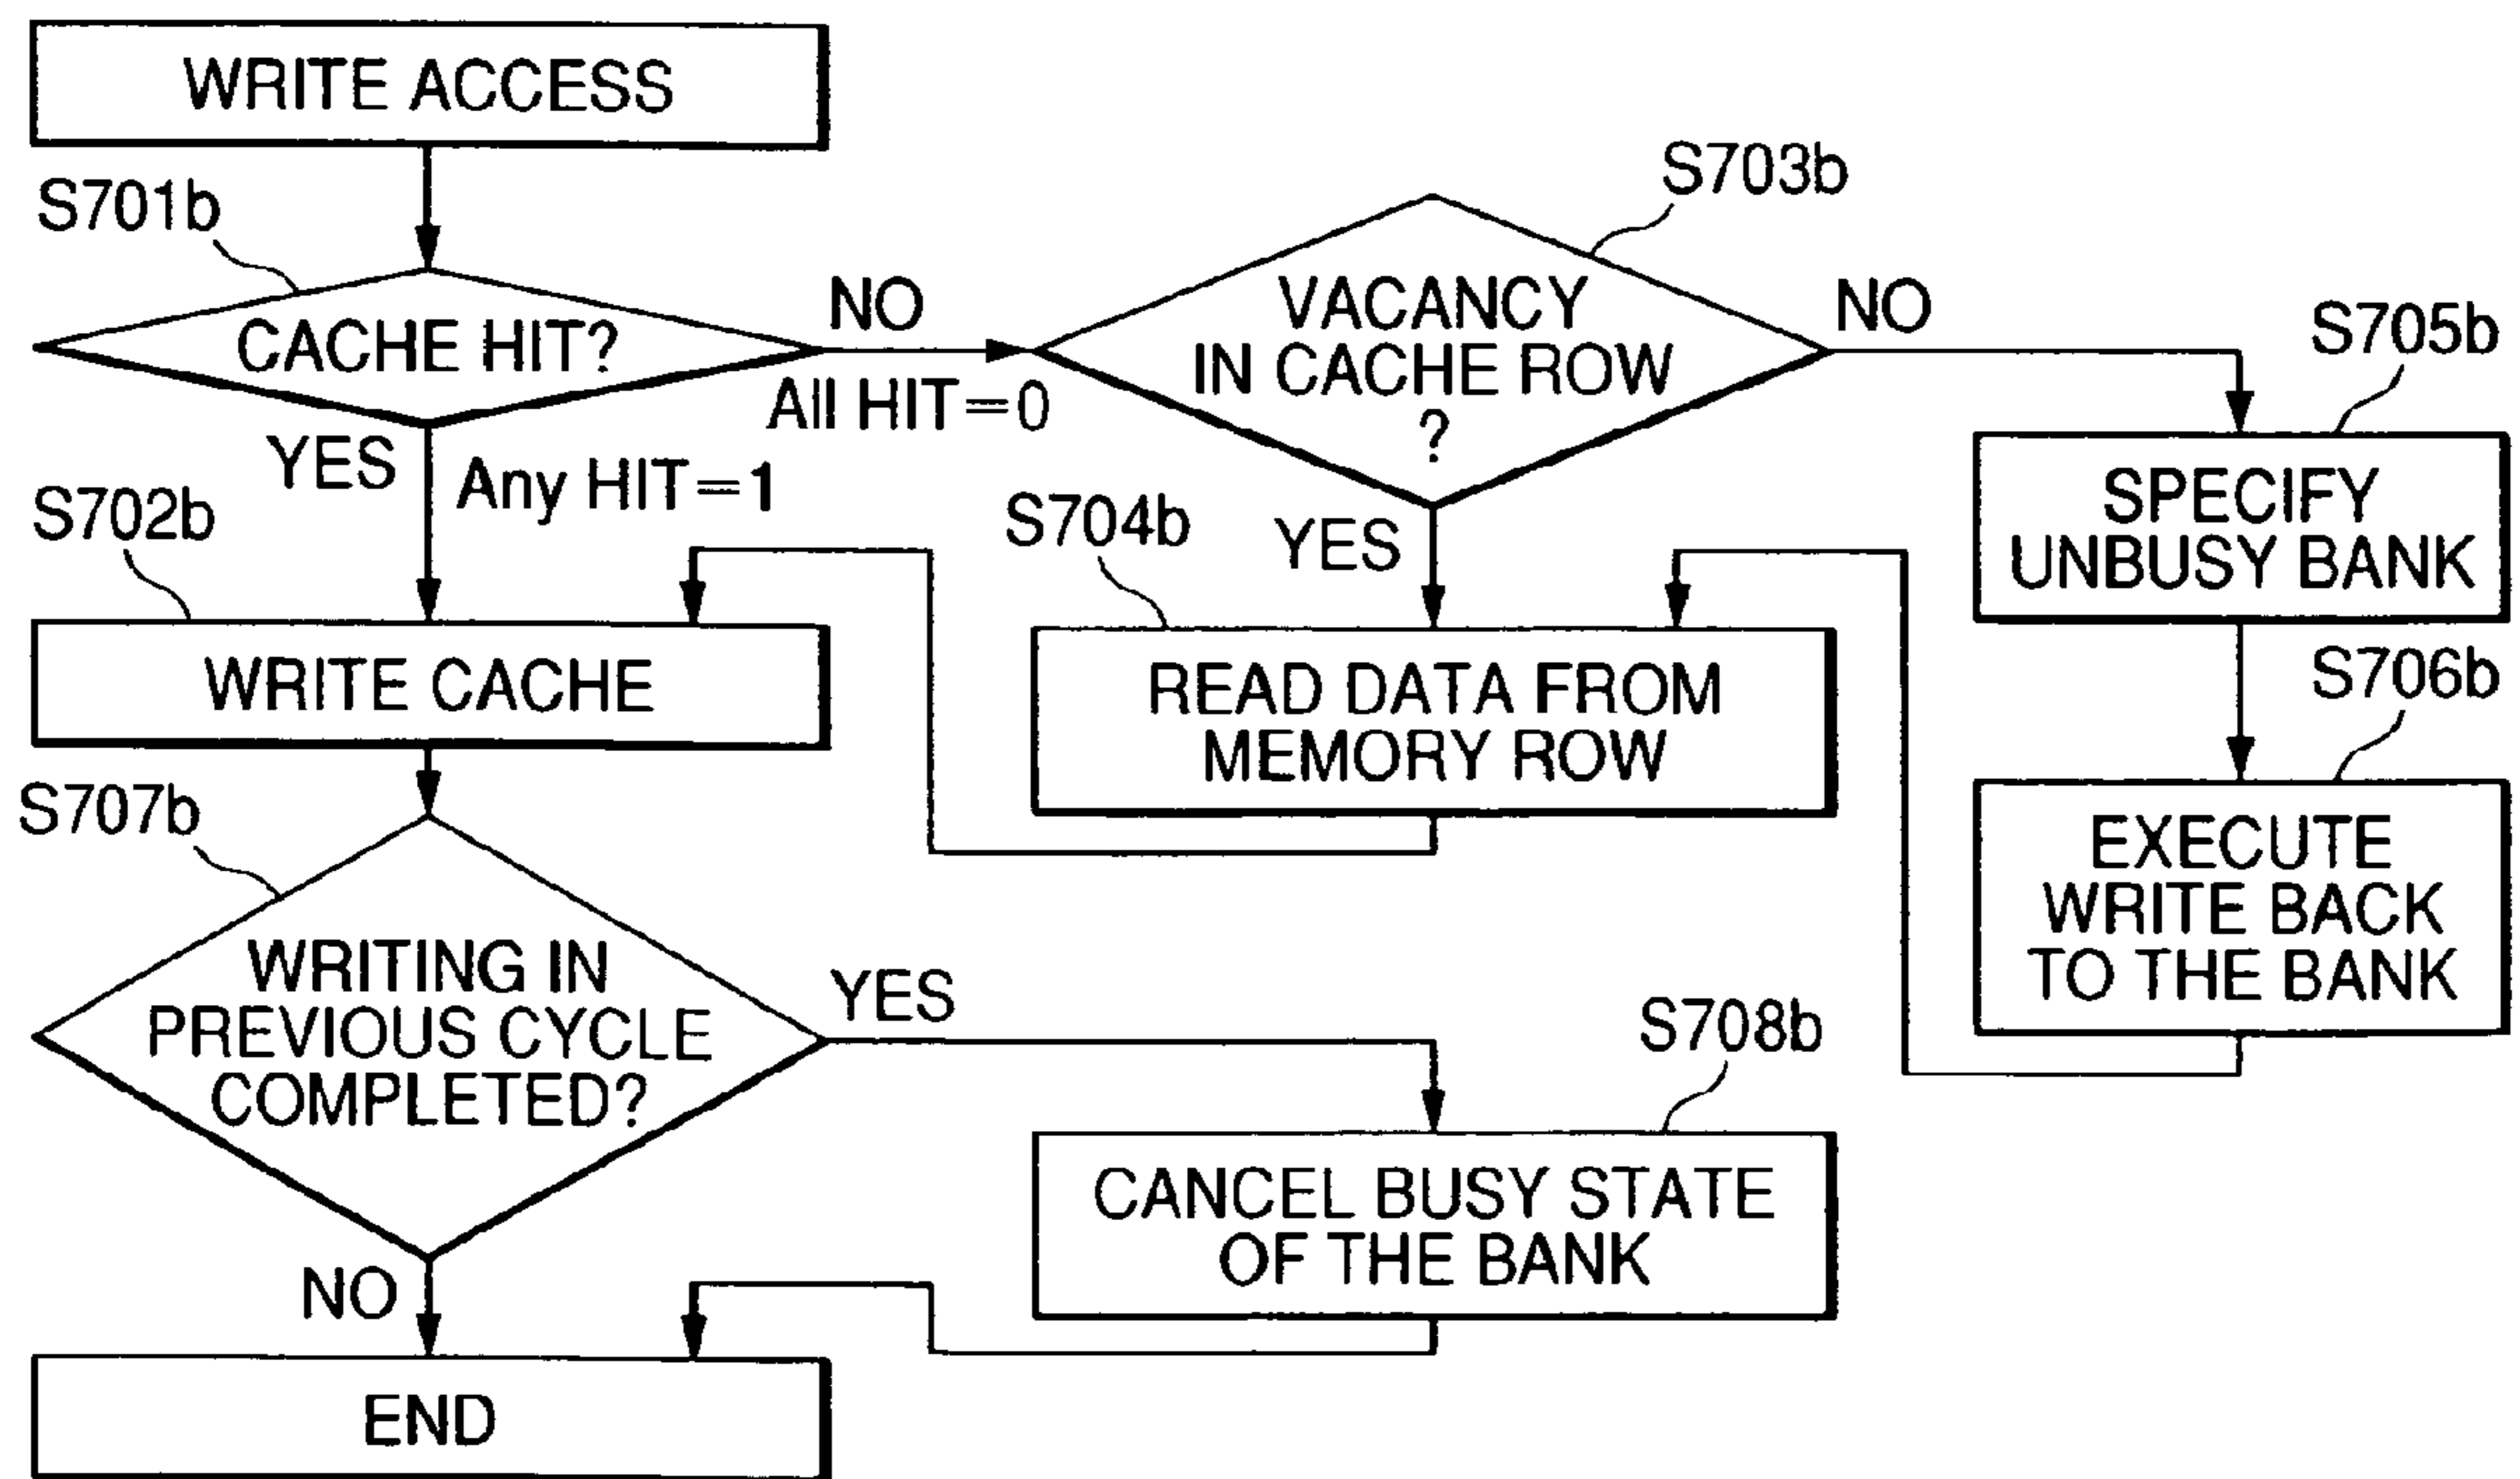 WRITE ACCESS
S701b
CACHE HIT?
NO
All HIT=0
YES
Any HIT=1
S703b
VACANCY
IN CACHE ROW
?
NO
YES
S705b
SPECIFY
UNBUSY BANK
S702b
WRITE CACHE
S704b
READ DATA FROM
MEMORY ROW
S706b
EXECUTE
WRITE BACK
TO THE BANK
S707b
WRITING IN
PREVIOUS CYCLE
COMPLETED?
YES
NO
S708b
CANCEL BUSY STATE
OF THE BANK
END